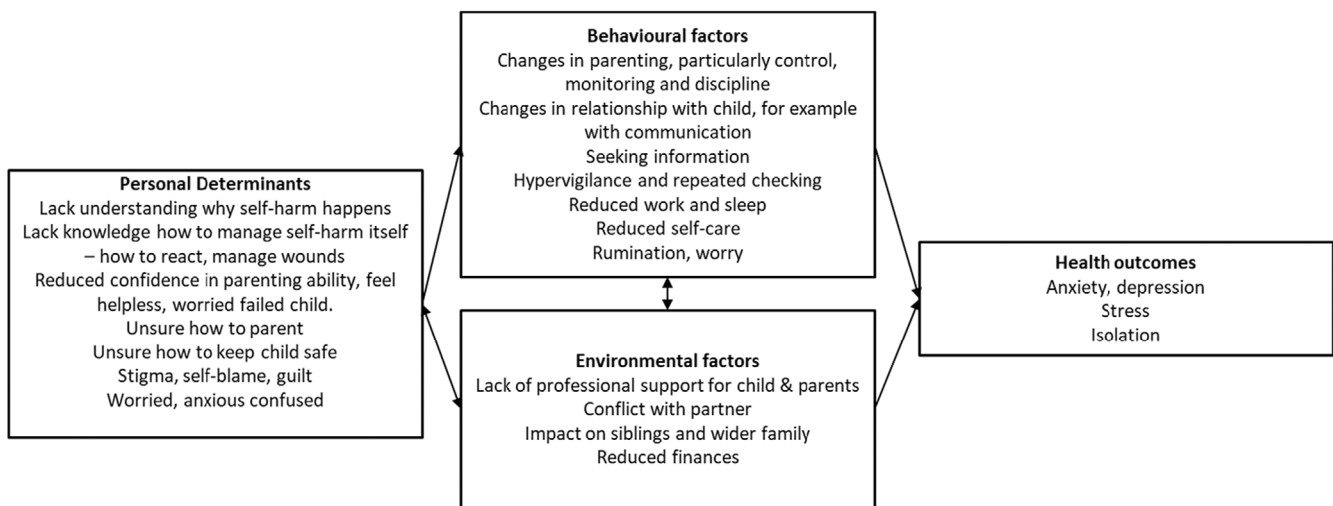 Behavioural factors
Changes in parenting, particularly control,
monitoring and discipline
Changes in relationship with child, for example
with communication
Seeking information
Hypervigilance and repeated checking
Reduced work and sleep
Reduced self-care
Rumination, worry
Personal Determinants
Lack understanding why self-harm happens
Lack knowledge how to manage self-harm itself
– how to react, manage wounds
Reduced confidence in parenting ability, feel
helpless, worried failed child.
Unsure how to parent
Unsure how to keep child safe
Stigma, self-blame, guilt
Worried, anxious confused
Environmental factors
Lack of professional support for child & parents
Conflict with partner
Impact on siblings and wider family
Reduced finances
Health outcomes
Anxiety, depression
Stress
Isolation